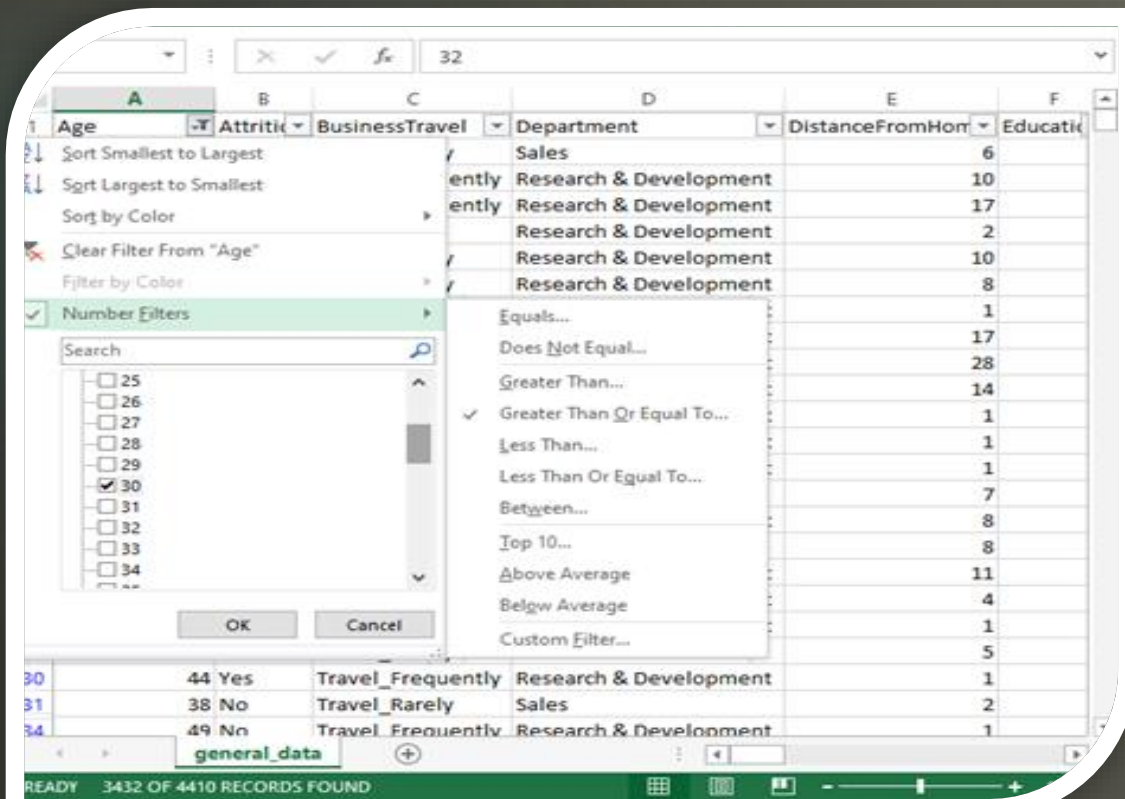 32
A B C D E F
1 Age Attritic BusinessTravel Department DistanceFromHom Educatic
Sort Smallest to Largest
Sort Largest to Smallest
Sort by Color
Clear Filter From "Age"
Filter by Color
Number Filters
Search
25
26
27
28
29
30
31
32
33
34
OK Cancel
Equals...
Does Not Equal...
Greater Than...
Greater Than Or Equal To...
Less Than...
Less Than Or Equal To...
Between...
Top 10...
Above Average
Below Average
Custom Filter...
y Sales 6
ently Research & Development 10
ently Research & Development 17
Research & Development 2
y Research & Development 10
y Research & Development 8
1
17
28
14
1
1
1
7
8
8
11
4
1
5
30 44 Yes Travel_Frequently Research & Development 1
31 38 No Travel_Rarely Sales 2
34 49 No Travel_Frequently Research & Development 1
general_data
READY 3432 OF 4410 RECORDS FOUND